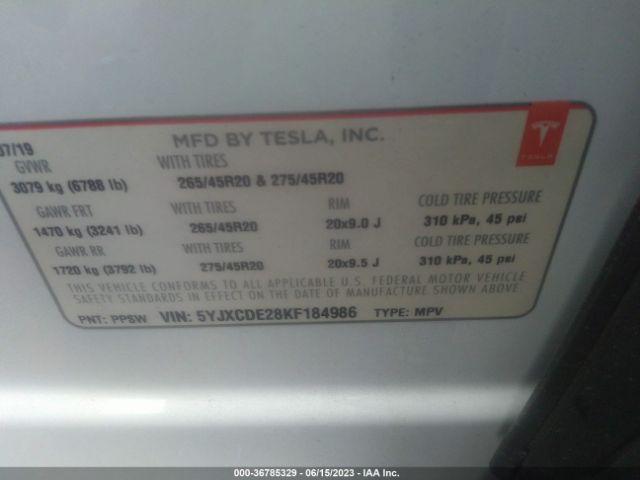 07/19 MFD BY TESLA, INC.
TESLA
GVWR WITH TIRES
3079 kg (6788 lb) 265/45R20 & 275/45R20
GAWR FRT WITH TIRES RIM COLD TIRE PRESSURE
1470 kg (3241 lb) 265/45R20 20x9.0 J 310 kPa, 45 psi
GAWR RR WITH TIRES RIM COLD TIRE PRESSURE
1720 kg (3792 lb) 275/45R20 20x9.5 J 310 kPa, 45 psi
THIS VEHICLE CONFORMS TO ALL APPLICABLE U.S. FEDERAL MOTOR VEHICLE
SAFETY STANDARDS IN EFFECT ON THE DATE OF MANUFACTURE SHOWN ABOVE.
PNT: PPSW VIN: 5YJXCDE28KF184986 TYPE: MPV
000-36785329 - 06/15/2023 - IAA Inc.